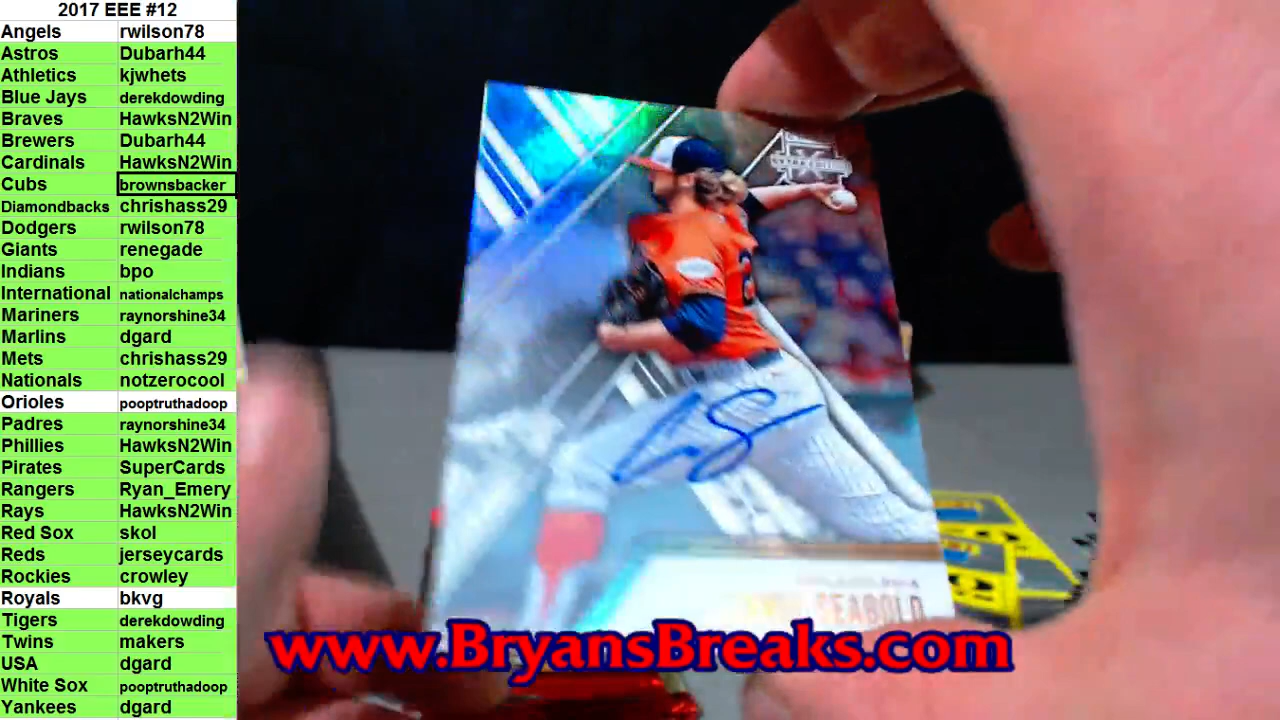 2017 EEE #12
Angels rwilson78
Astros Dubarh44
Athletics kjwhets
Blue Jays derekdowding
Braves HawksN2Win
Brewers Dubarh44
Cardinals HawksN2Win
Cubs brownsbacker
Diamondbacks chrishass29
Dodgers rwilson78
Giants renegade
Indians bpo
International nationalchamps
Mariners raynorshine34
Marlins dgard
Mets chrishass29
Nationals notzerocool
Orioles pooptruthadoop
Padres raynorshine34
Phillies HawksN2Win
Pirates SuperCards
Rangers Ryan_Emery
Rays HawksN2Win
Red Sox skol
Reds jerseycards
Rockies crowley
Royals bkvg
Tigers derekdowding
Twins makers
USA dgard
White Sox pooptruthadoop
Yankees dgard
SEABOLD
www.BryansBreaks.com